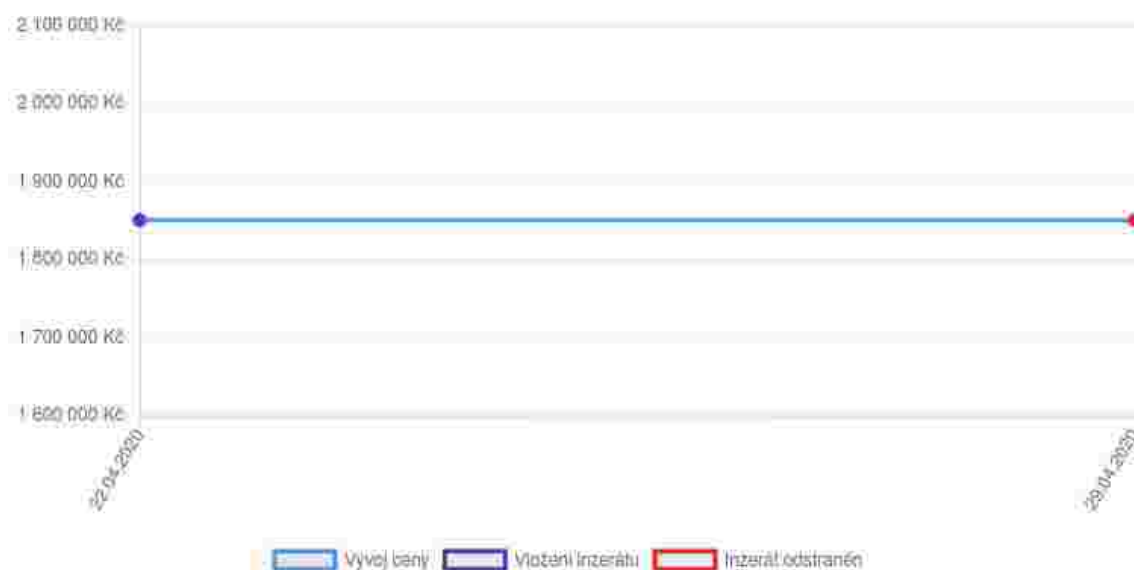 2 100 000 Kč
2 000 000 Kč
1 900 000 Kč
1 800 000 Kč
1 700 000 Kč
1 600 000 Kč
22.04.2020
29.04.2020
Vývoj ceny Vložení inzerátu Inzerát odstraněn